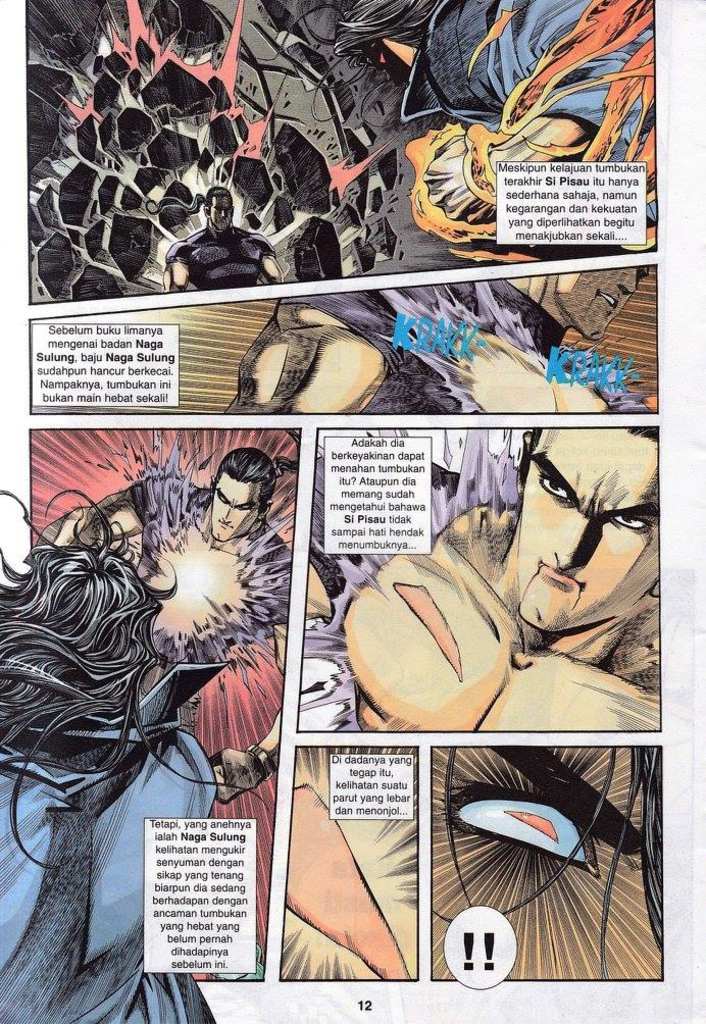 Meskipun kelajuan tumbukan
terakhir Si Pisau itu hanya
sederhana sahaja, namun
kegarangan dan kekuatan
yang diperlihatkan begitu
menakjubkan sekali....
Sebelum buku limanya
mengenai badan Naga
Sulung, baju Naga Sulung
sudahpun hancur berkecai.
Nampaknya, tumbukan ini
bukan main hebat sekali!
KRAKK~
KRAKK~
Tetapi, yang anehnya
ialah Naga Sulung
kelihatan mengukir
senyuman dengan
sikap yang tenang
biarpun dia sedang
berhadapan dengan
ancaman tumbukan
yang hebat yang
belum pernah
dihadapinya
sebelum ini.
Adakah dia
berkeyakinan dapat
menahan tumbukan
itu? Ataupun dia
memang sudah
mengetahui bahawa
Si Pisau tidak
sampai hati hendak
menumbuknya...
Di dadanya yang
tegap itu,
kelihatan suatu
parut yang lebar
dan menonjol...
!!
12